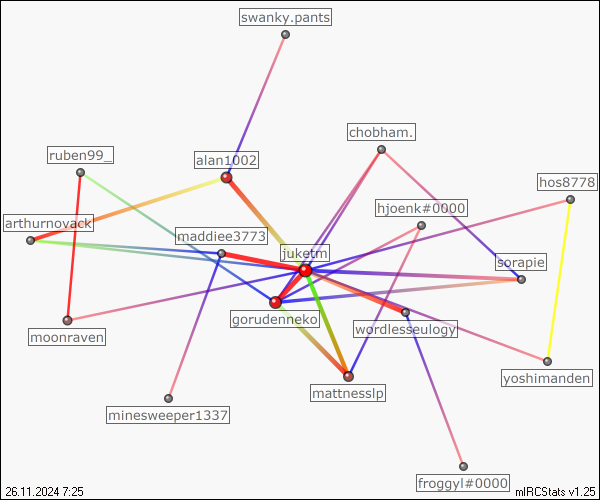 swanky.pants
chobham.
ruben99_
alan1002
hos8778
hjoenk#0000
arthurnovack
maddiee3773
juketm
sorapie
gorudenneko
wordlesseulogy
moonraven
yoshimanden
mattnesslp
minesweeper1337
froggyl#0000
26.11.2024 7:25
mIRCStats v1.25